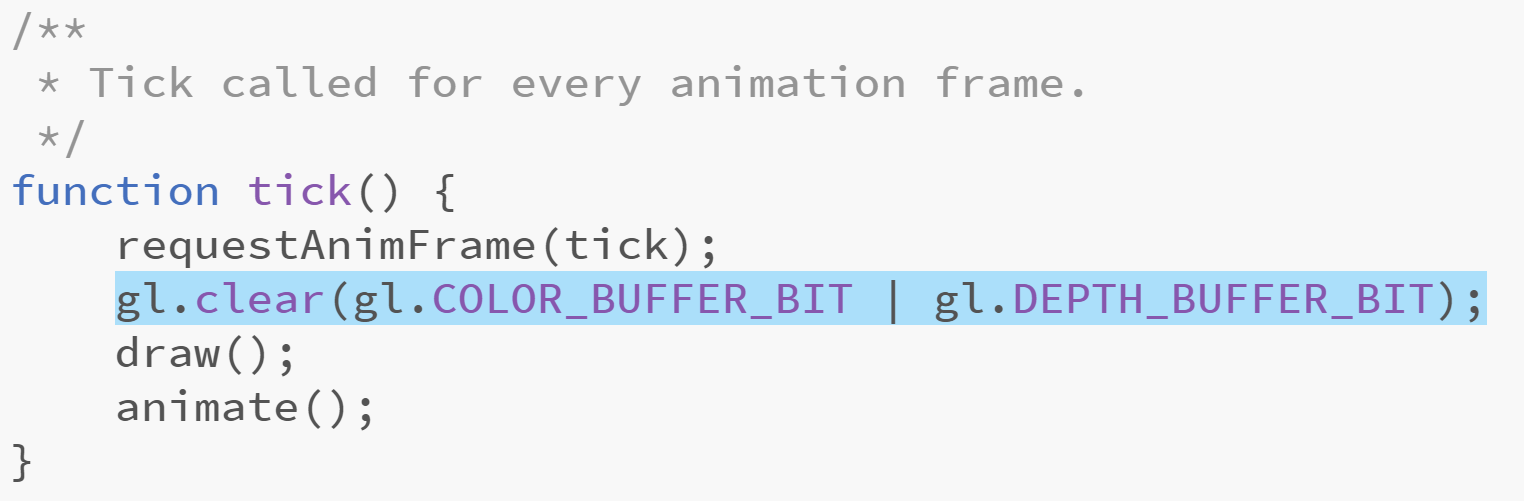 /**
 * Tick called for every animation frame.
 */
function tick() {
    requestAnimFrame(tick);
    gl.clear(gl.COLOR_BUFFER_BIT | gl.DEPTH_BUFFER_BIT);
    draw();
    animate();
}